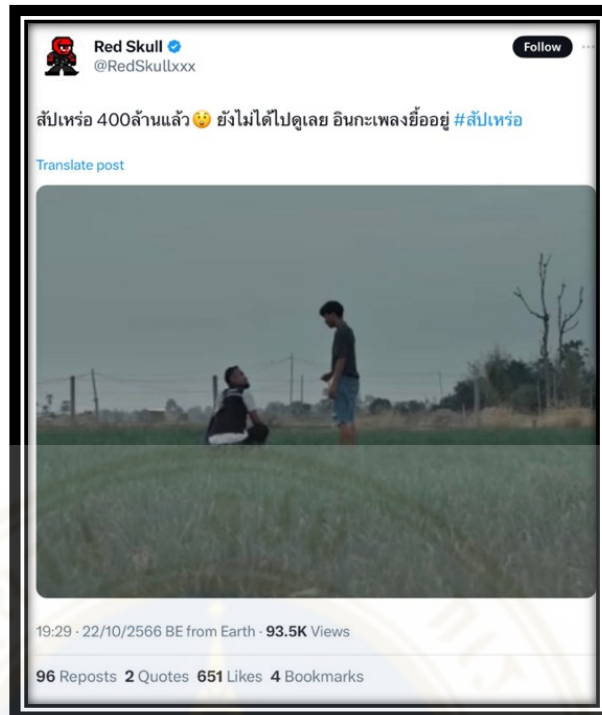 Red Skull
@RedSkullxxx
Follow
สัปเหร่อ 400ล้านแล้ว😲 ยังไม่ได้ไปดูเลย อินกะเพลงยื้ออยู่ #สัปเหร่อ
Translate post
19:29 · 22/10/2566 BE from Earth · 93.5K Views
96 Reposts 2 Quotes 651 Likes 4 Bookmarks